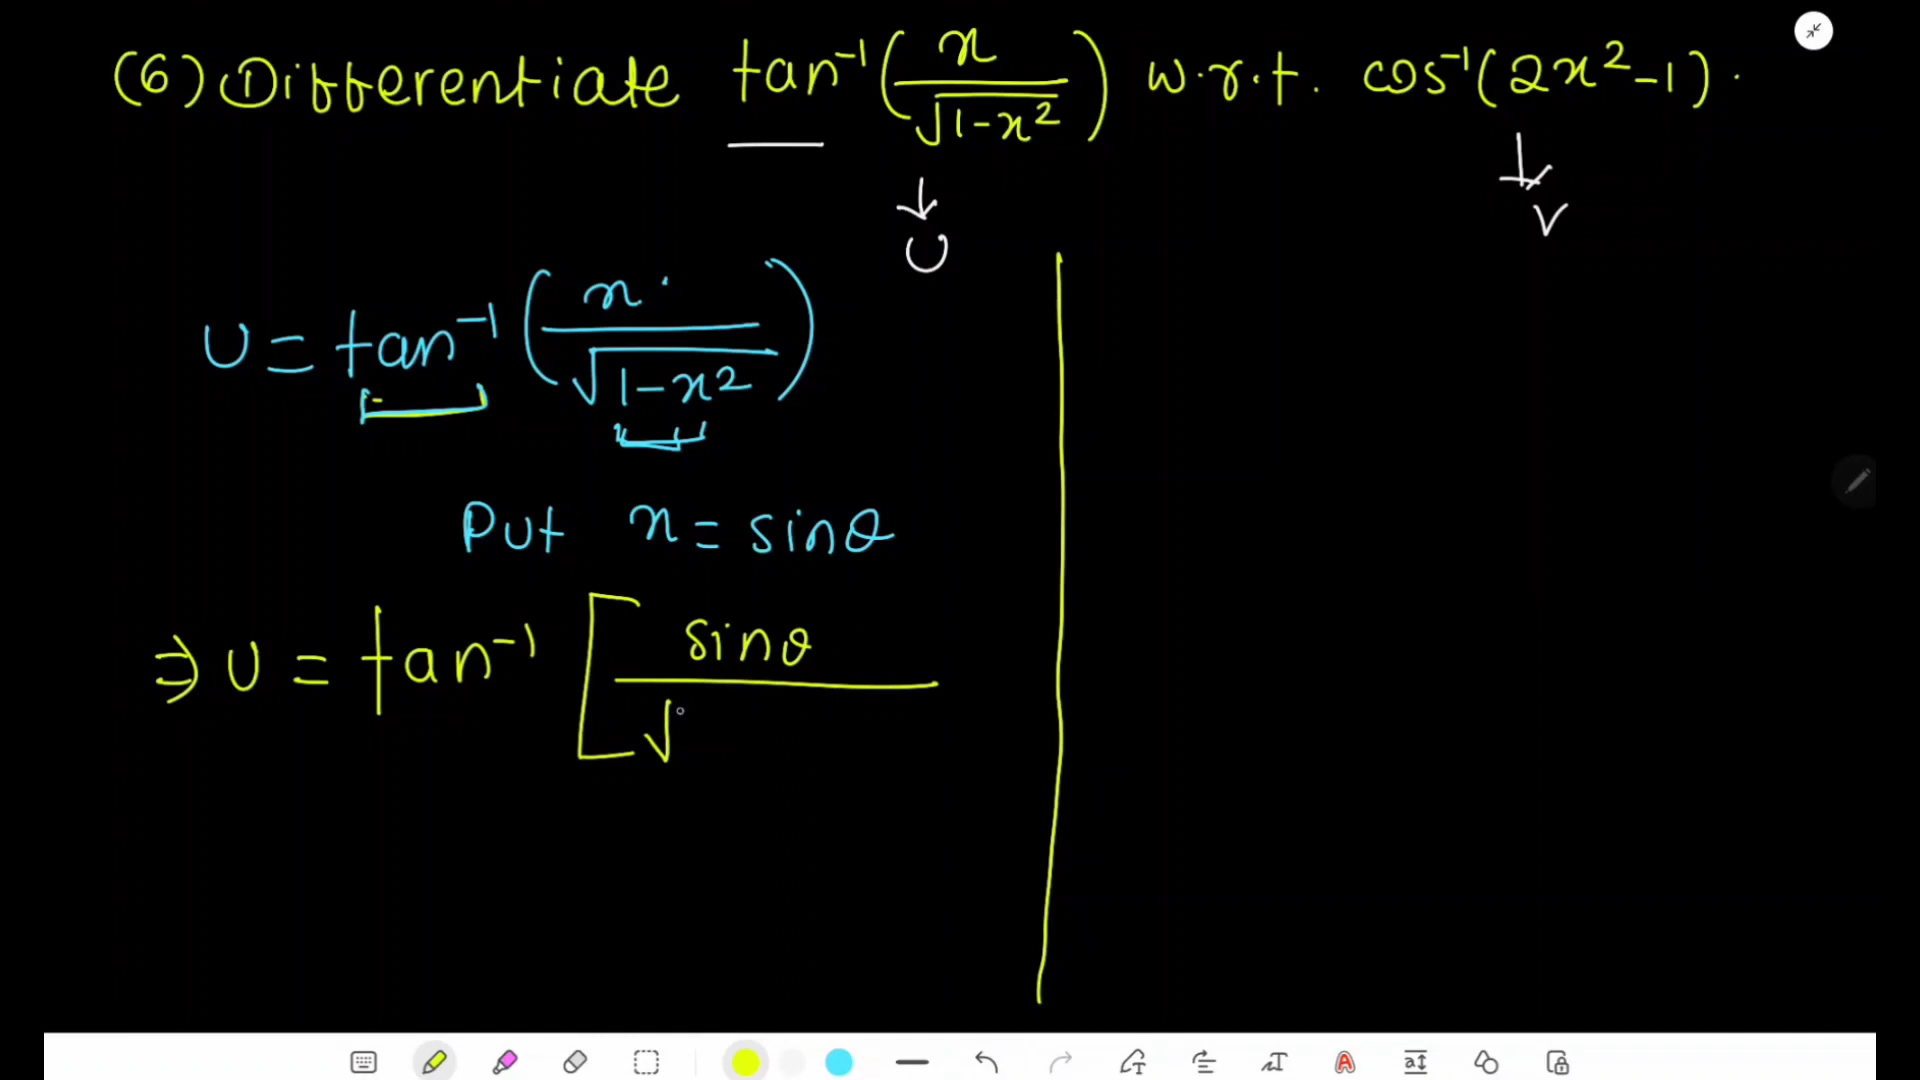 (6) Differentiate tan⁻¹(x/√(1-x²)) w.r.t. cos⁻¹(2x²-1).
U
V
U = tan⁻¹(x/√(1-x²))
Put x = sinθ
⇒ U = tan⁻¹[sinθ/√